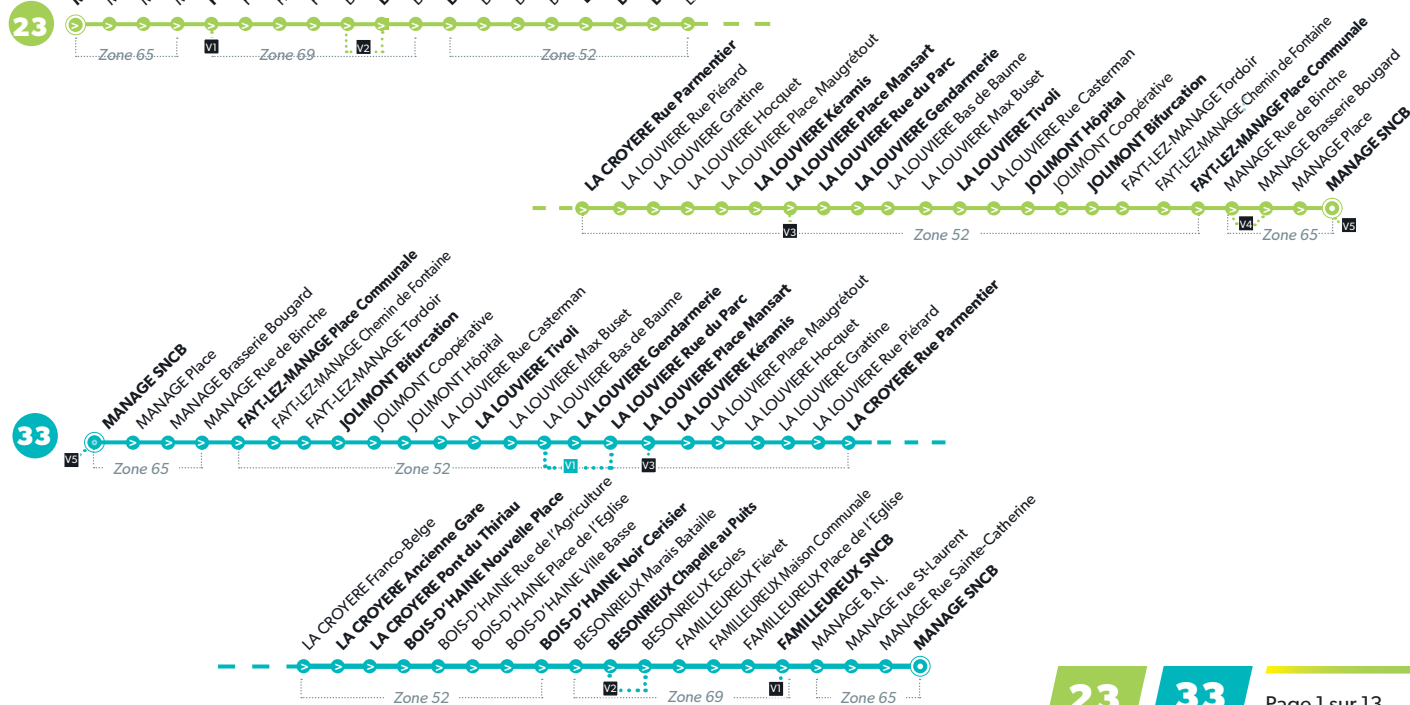 23
V1
V2
Zone 65
Zone 69
Zone 52
LA CROYERE Rue Parmentier
LA LOUVIERE Rue Piérard
LA LOUVIERE Grattine
LA LOUVIERE Hocquet
LA LOUVIERE Place Maugrétout
LA LOUVIERE Kéramis
LA LOUVIERE Place Mansart
LA LOUVIERE Rue du Parc
LA LOUVIERE Gendarmerie
LA LOUVIERE Bas de Baume
LA LOUVIERE Max Buset
LA LOUVIERE Tivoli
LA LOUVIERE Rue Casterman
JOLIMONT Hôpital
JOLIMONT Coopérative
JOLIMONT Bifurcation
FAYT-LEZ-MANAGE Tordoir
FAYT-LEZ-MANAGE Chemin de Fontaine
FAYT-LEZ-MANAGE Place Communale
MANAGE Rue de Binche
MANAGE Brasserie Bougard
MANAGE Place
MANAGE SNCB
V3
V4
V5
Zone 52
Zone 65
33
MANAGE SNCB
MANAGE Place
MANAGE Brasserie Bougard
MANAGE Rue de Binche
FAYT-LEZ-MANAGE Place Communale
FAYT-LEZ-MANAGE Chemin de Fontaine
FAYT-LEZ-MANAGE Tordoir
JOLIMONT Bifurcation
JOLIMONT Coopérative
JOLIMONT Hôpital
LA LOUVIERE Rue Casterman
LA LOUVIERE Tivoli
LA LOUVIERE Max Buset
LA LOUVIERE Bas de Baume
LA LOUVIERE Gendarmerie
LA LOUVIERE Rue du Parc
LA LOUVIERE Place Mansart
LA LOUVIERE Kéramis
LA LOUVIERE Place Maugrétout
LA LOUVIERE Hocquet
LA LOUVIERE Grattine
LA LOUVIERE Rue Piérard
LA CROYERE Rue Parmentier
V5
V1
V3
Zone 65
Zone 52
LA CROYERE Franco-Belge
LA CROYERE Ancienne Gare
LA CROYERE Pont du Thiriau
BOIS-D'HAINE Nouvelle Place
BOIS-D'HAINE Rue de l'Agriculture
BOIS-D'HAINE Place de l'Eglise
BOIS-D'HAINE Ville Basse
BOIS-D'HAINE Noir Cerisier
BESONRIEUX Marais Bataille
BESONRIEUX Chapelle au Puits
BESONRIEUX Ecoles
FAMILLEUREUX Fiévet
FAMILLEUREUX Maison Communale
FAMILLEUREUX Place de l'Eglise
FAMILLEUREUX SNCB
MANAGE B.N.
MANAGE rue St-Laurent
MANAGE Rue Sainte-Catherine
MANAGE SNCB
V2
V1
Zone 52
Zone 69
Zone 65
23
33
Page 1 sur 13